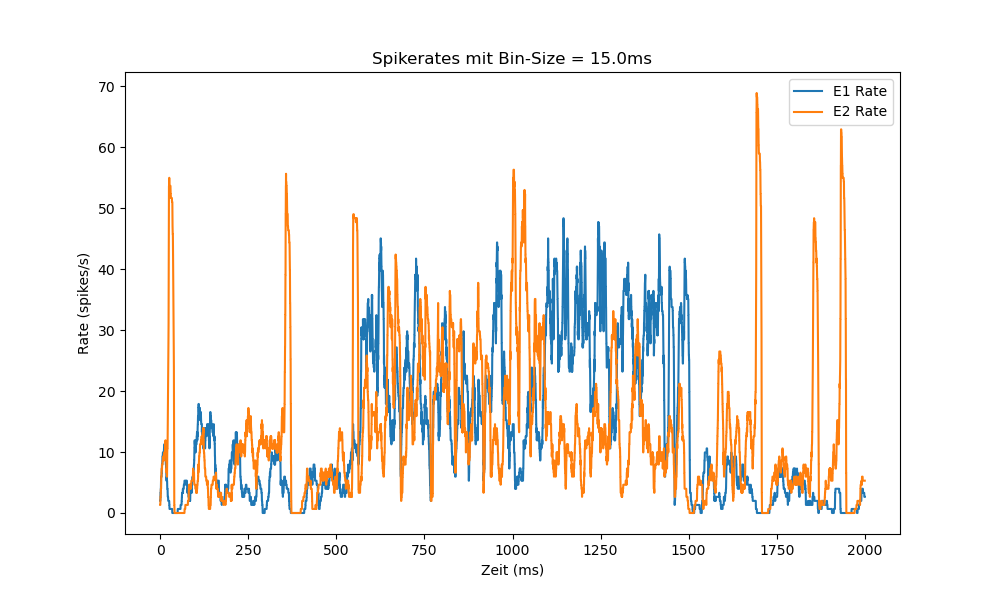 Spikerates mit Bin-Size = 15.0ms
E1 Rate
E2 Rate
70
60
50
40
30
20
10
0
Rate (spikes/s)
0 250 500 750 1000 1250 1500 1750 2000
Zeit (ms)